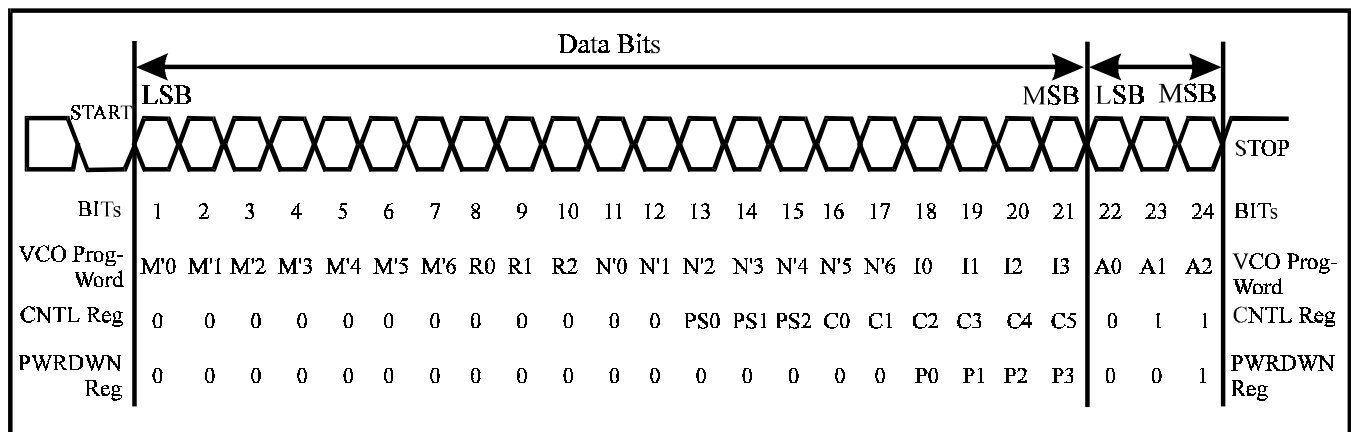 Data Bits
START LSB MSB LSB MSB
STOP
BITs 1 2 3 4 5 6 7 8 9 10 11 12 13 14 15 16 17 18 19 20 21 22 23 24 BITs
VCO Prog-
Word M'0 M'1 M'2 M'3 M'4 M'5 M'6 R0 R1 R2 N'0 N'1 N'2 N'3 N'4 N'5 N'6 I0 I1 I2 I3 A0 A1 A2 VCO Prog-
Word
CNTL Reg 0 0 0 0 0 0 0 0 0 0 0 0 PS0 PS1 PS2 C0 C1 C2 C3 C4 C5 0 1 1 CNTL Reg
PWRDWN
Reg 0 0 0 0 0 0 0 0 0 0 0 0 0 0 0 0 0 P0 P1 P2 P3 0 0 1 PWRDWN
Reg